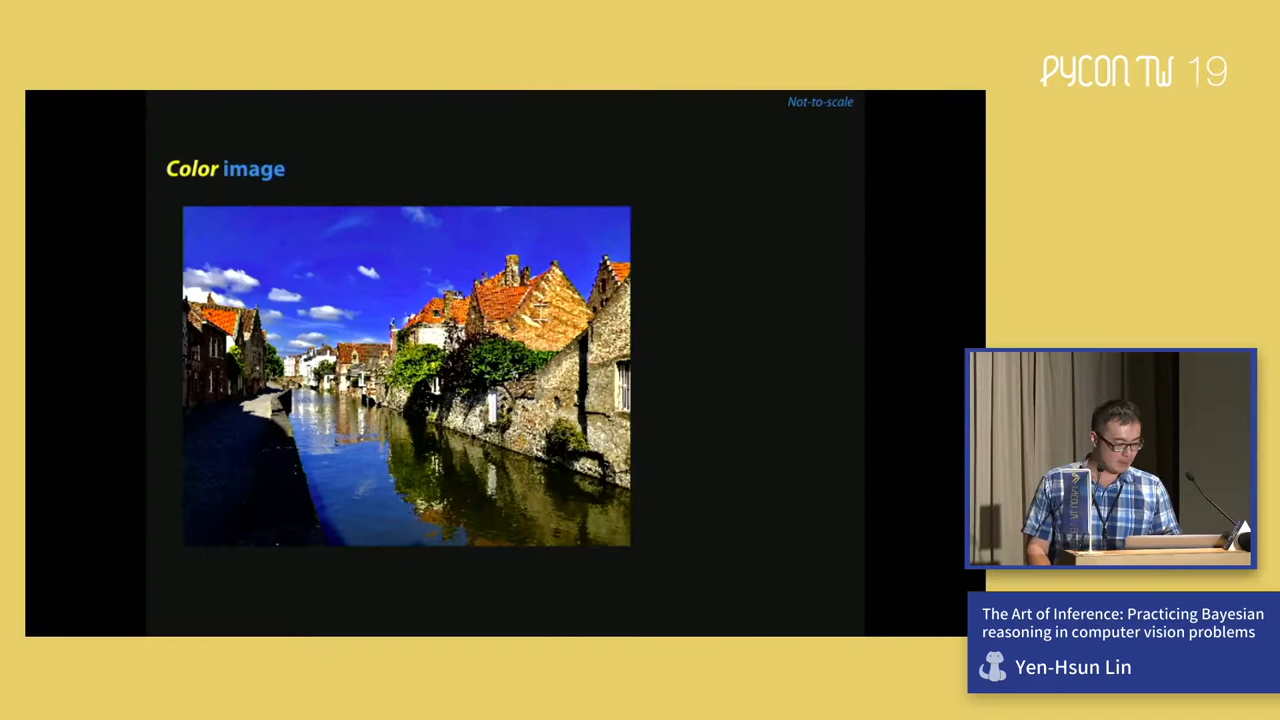 PYCON TW 19
Not-to-scale
Color image
The Art of Inference: Practicing Bayesian
reasoning in computer vision problems
Yen-Hsun Lin